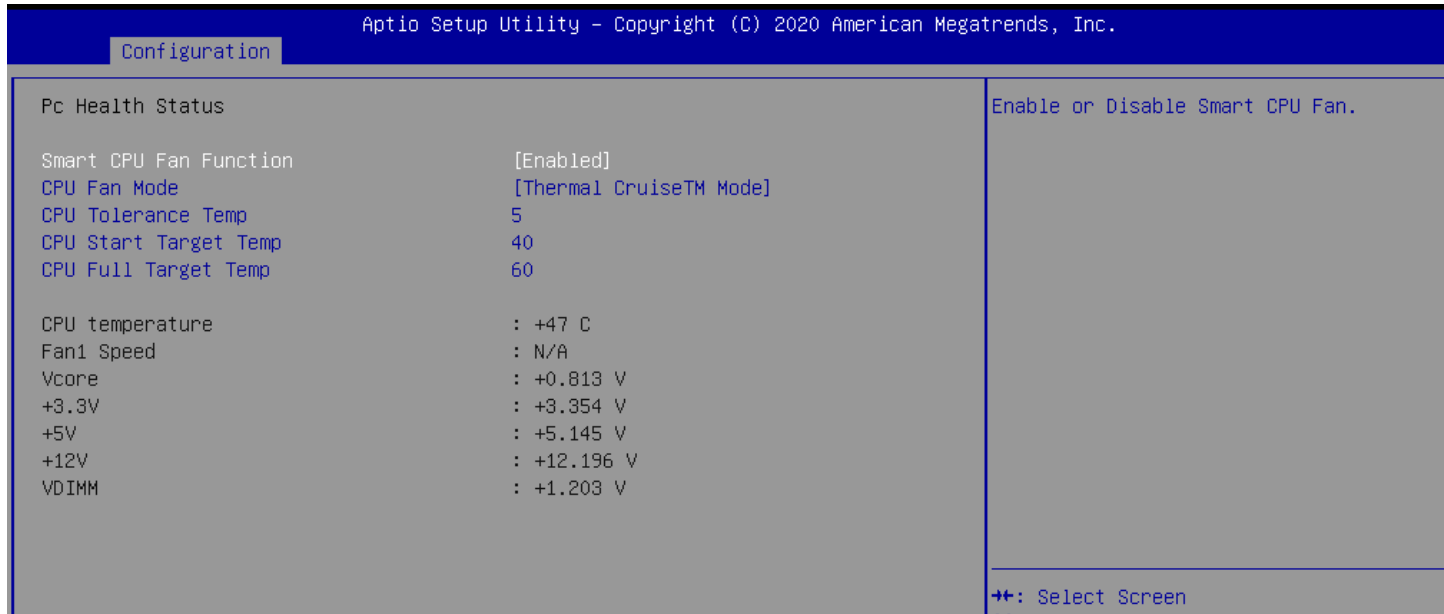 Aptio Setup Utility – Copyright (C) 2020 American Megatrends, Inc.
Configuration
Pc Health Status
Smart CPU Fan Function [Enabled]
CPU Fan Mode [Thermal CruiseTM Mode]
CPU Tolerance Temp 5
CPU Start Target Temp 40
CPU Full Target Temp 60
CPU temperature : +47 C
Fan1 Speed : N/A
Vcore : +0.813 V
+3.3V : +3.354 V
+5V : +5.145 V
+12V : +12.196 V
VDIMM : +1.203 V
Enable or Disable Smart CPU Fan.
→←: Select Screen